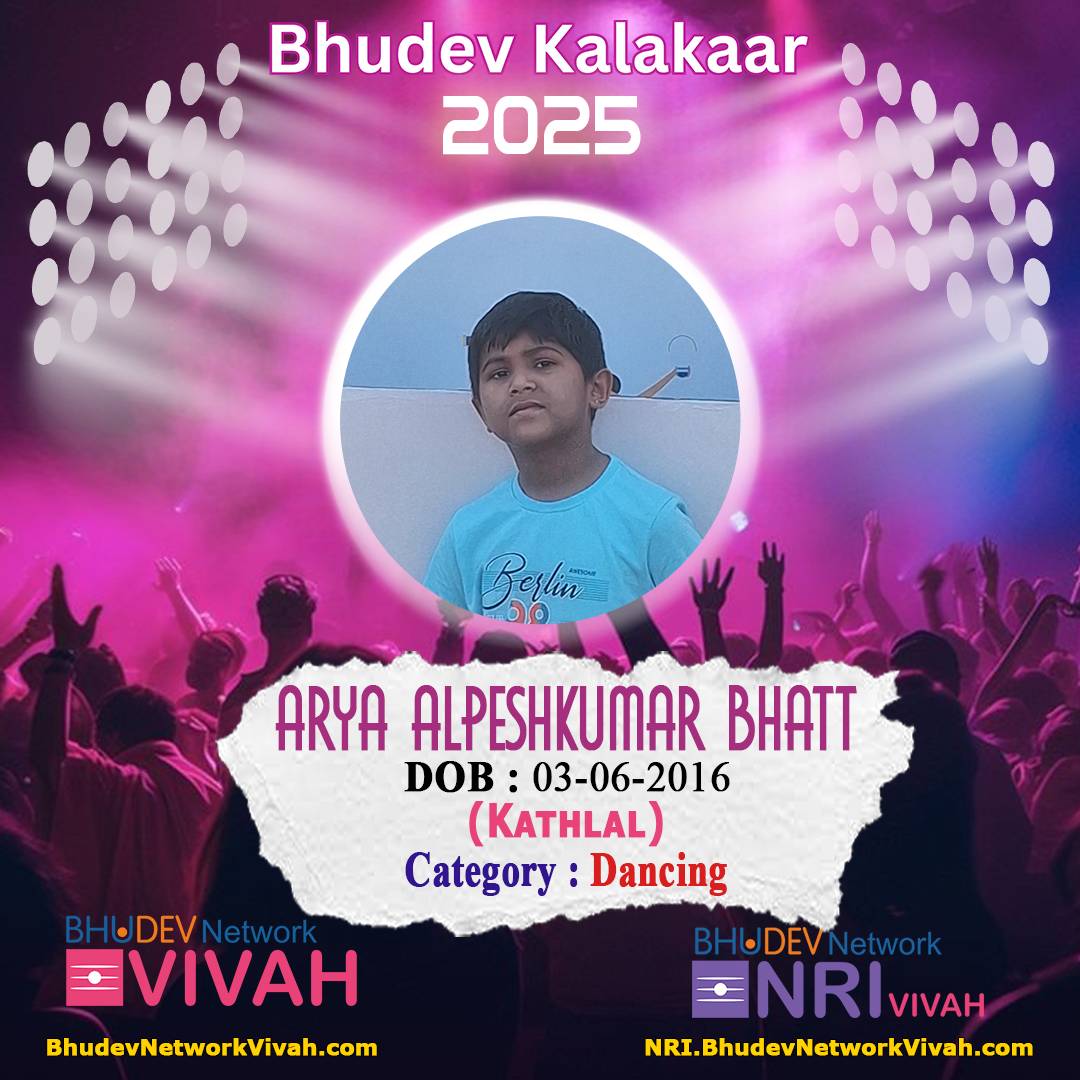 Bhudev Kalakaar
2025
Berlin
AWESOME
ARYA ALPESHKUMAR BHATT
DOB : 03-06-2016
(KATHLAL)
Category : Dancing
BHUDEV Network
VIVAH
BhudevNetworkVivah.com
BHUDEV Network
NRI VIVAH
NRI.BhudevNetworkVivah.com